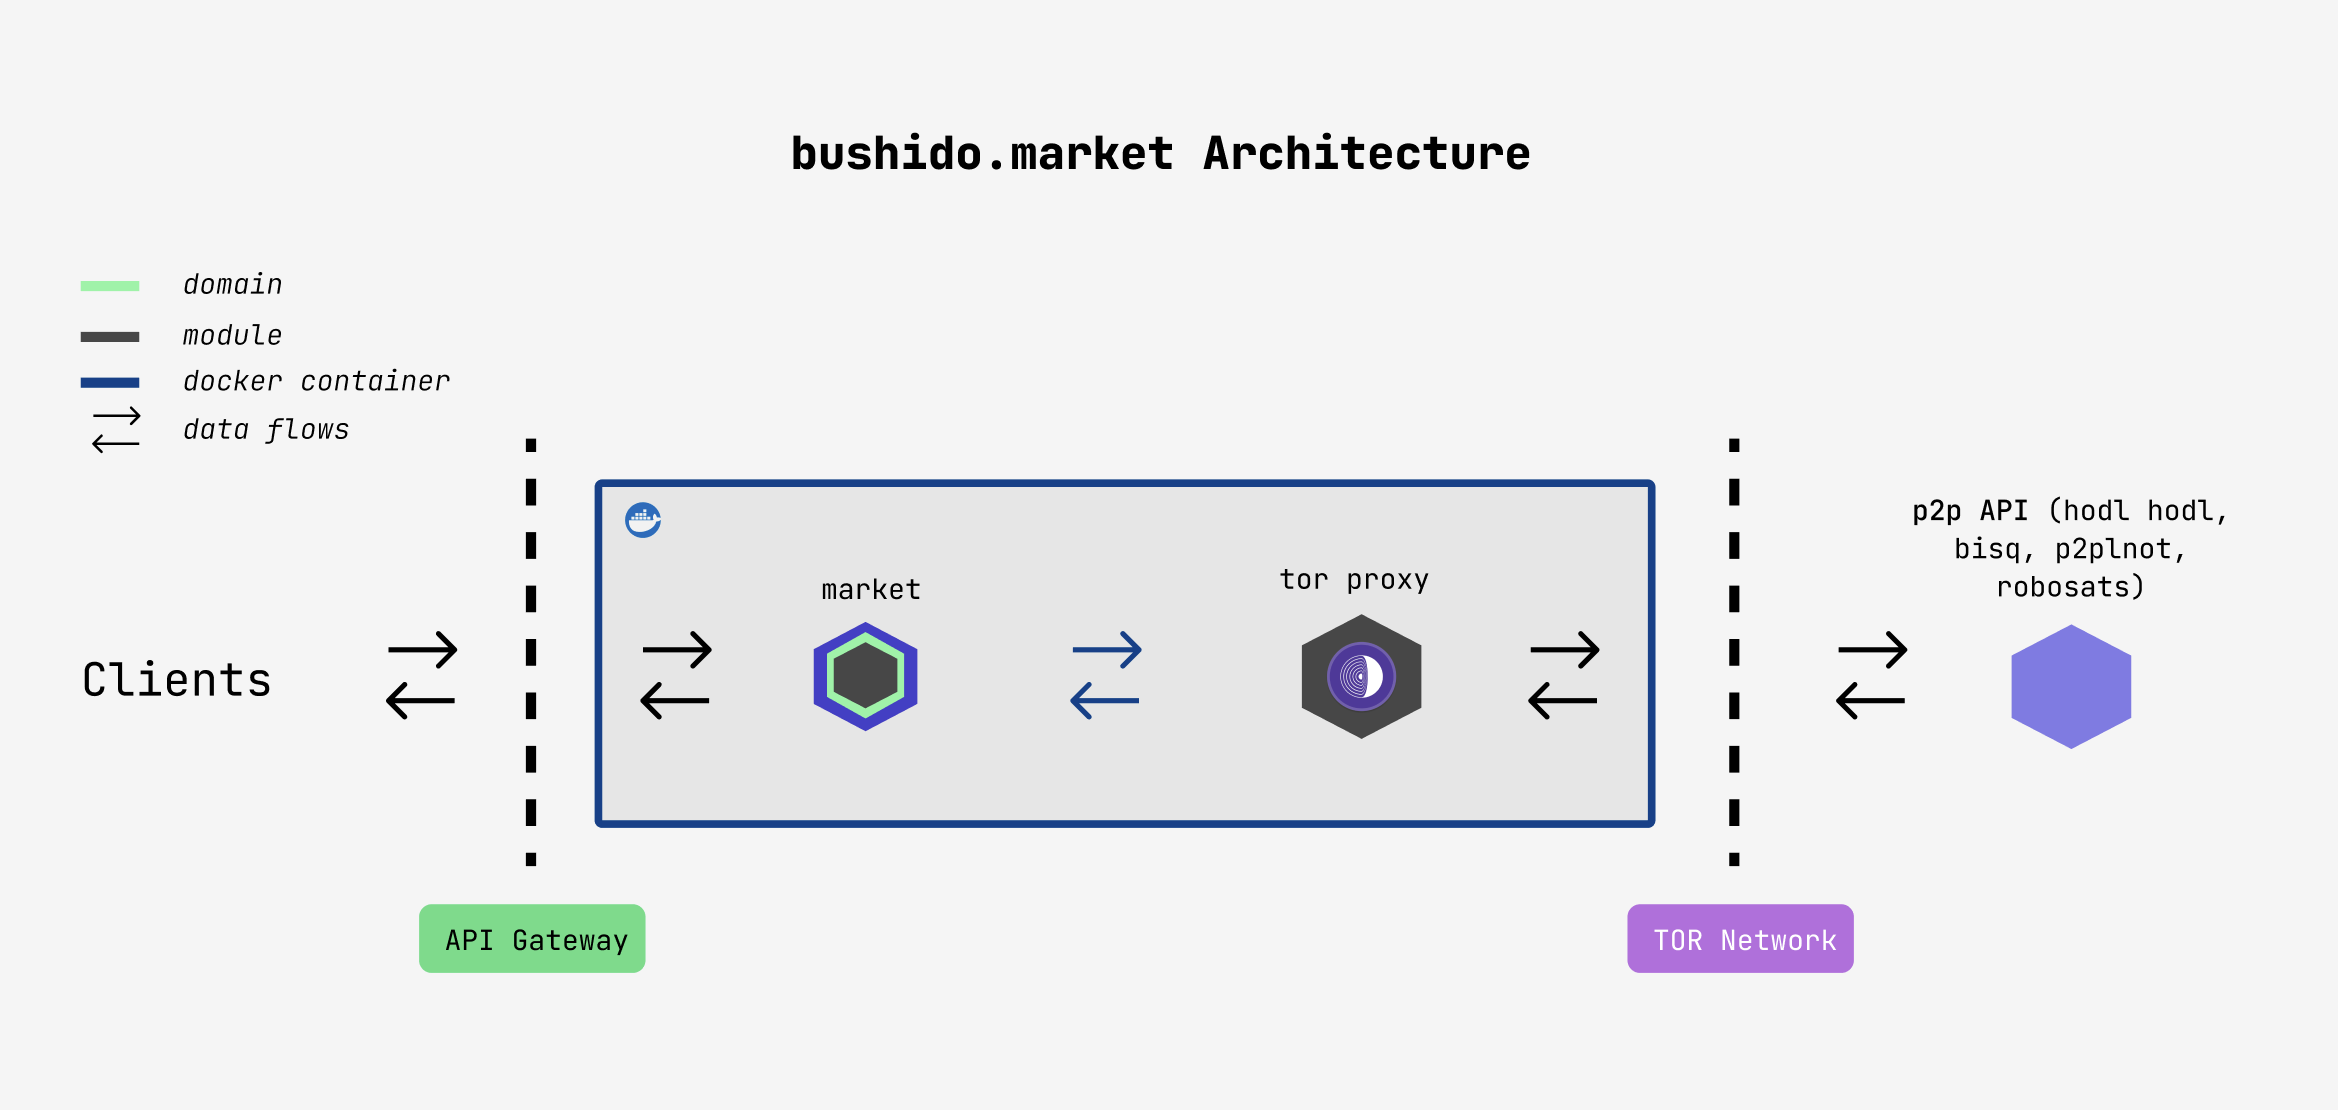 bushido.market Architecture
domain
module
docker container
data flows
Clients
market
tor proxy
p2p API (hodl hodl,
bisq, p2plnot,
robosats)
API Gateway
TOR Network